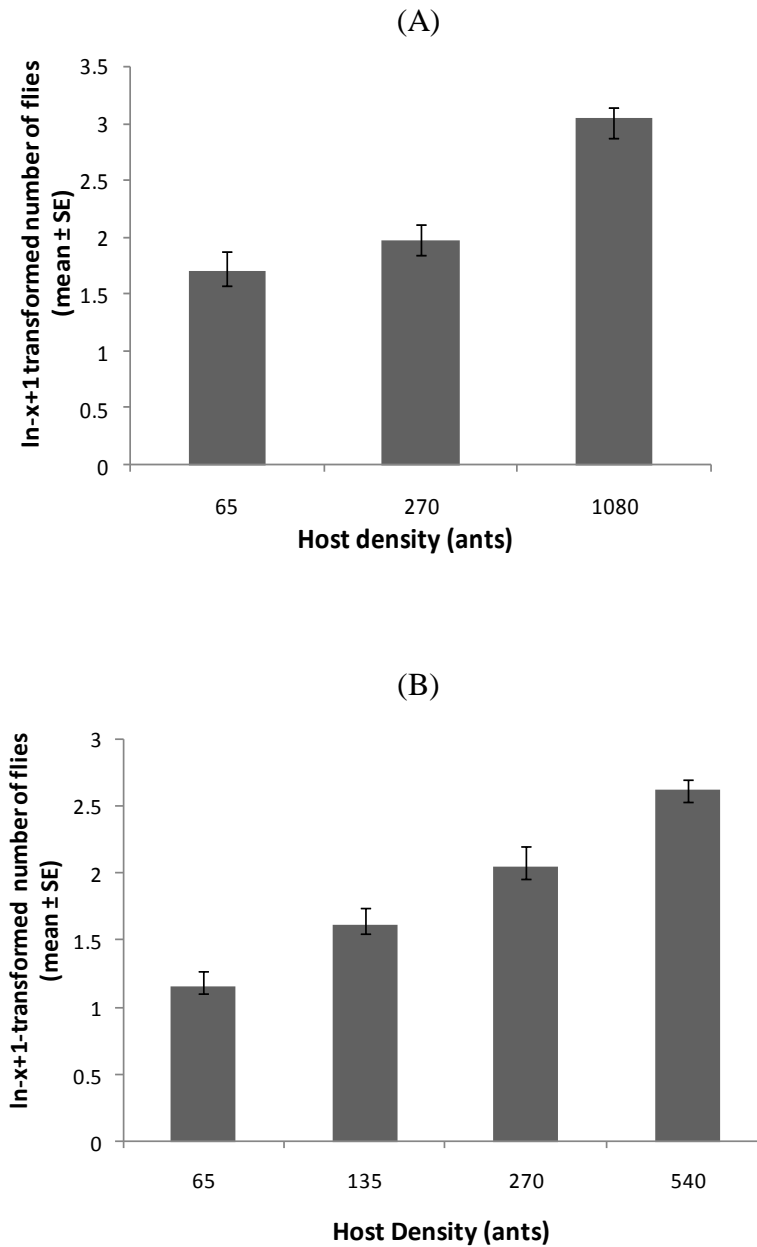 (A)
ln-x+1 transformed number of flies
(mean ± SE)
3.5
3
2.5
2
1.5
1
0.5
0
65 270 1080
Host density (ants)
(B)
ln-x+1-transformed number of flies
(mean ± SE)
3
2.5
2
1.5
1
0.5
0
65 135 270 540
Host Density (ants)